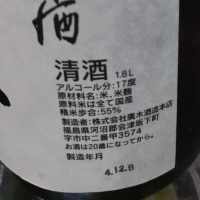 酒
清酒 1.8L
アルコール分:17度
原材料名:米、米麹
原料米は全て国産
精米歩合:55%
製造者:株式会社廣木酒造本店
福島県河沼郡会津坂下町
字市中二番甲3574
お酒は20歳になってから。
製造年月
4.12.B